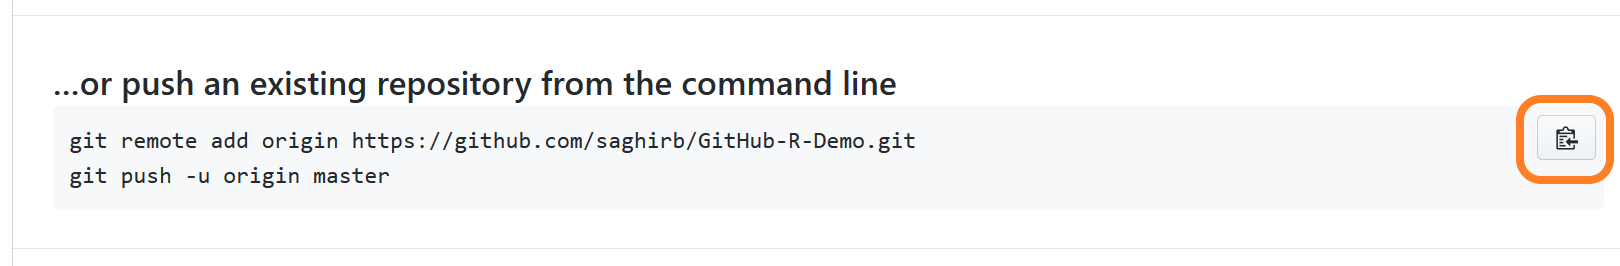 ...or push an existing repository from the command line
git remote add origin https://github.com/saghirb/GitHub-R-Demo.git
git push -u origin master